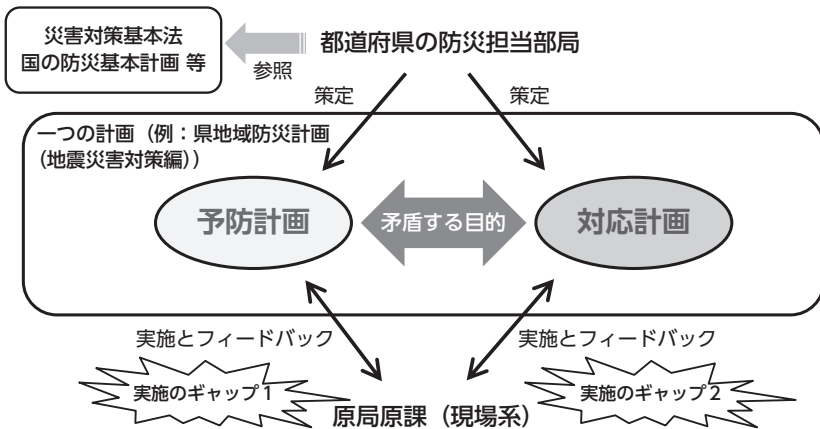 災害対策基本法
国の防災基本計画 等
参照
都道府県の防災担当部局
策定
策定
一つの計画（例：県地域防災計画
（地震災害対策編））
予防計画
矛盾する目的
対応計画
実施とフィードバック
実施とフィードバック
実施のギャップ1
実施のギャップ2
原局原課（現場系）